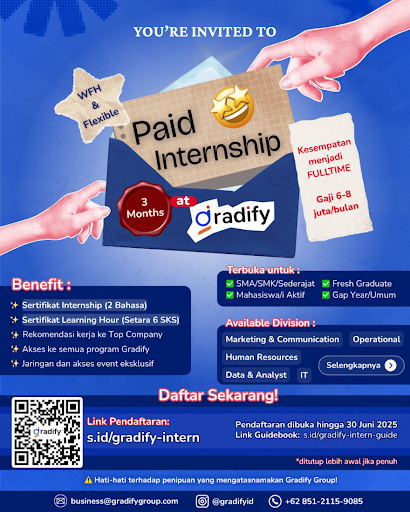 YOU'RE INVITED TO
WFH
&
Flexible
Paid
Internship
Kesempatan
menjadi
FULLTIME
Gaji 6-8
juta/bulan
3
Months
at
gradify
Benefit :
Sertifikat Internship (2 Bahasa)
Sertifikat Learning Hour (Setara 6 SKS)
Rekomendasi kerja ke Top Company
Akses ke semua program Gradify
Jaringan dan akses event eksklusif
Terbuka untuk :
SMA/SMK/Sederajat
Fresh Graduate
Mahasiswa/i Aktif
Gap Year/Umum
Available Division :
Marketing & Communication
Operational
Human Resources
Data & Analyst
IT
Selengkapnya
Daftar Sekarang!
gradify
Link Pendaftaran:
s.id/gradify-intern
Pendaftaran dibuka hingga 30 Juni 2025
Link Guidebook: s.id/gradify-intern-guide
*ditutup lebih awal jika penuh
Hati-hati terhadap penipuan yang mengatasnamakan Gradify Group!
business@gradifygroup.com
@gradifyid
+62 851-2115-9085